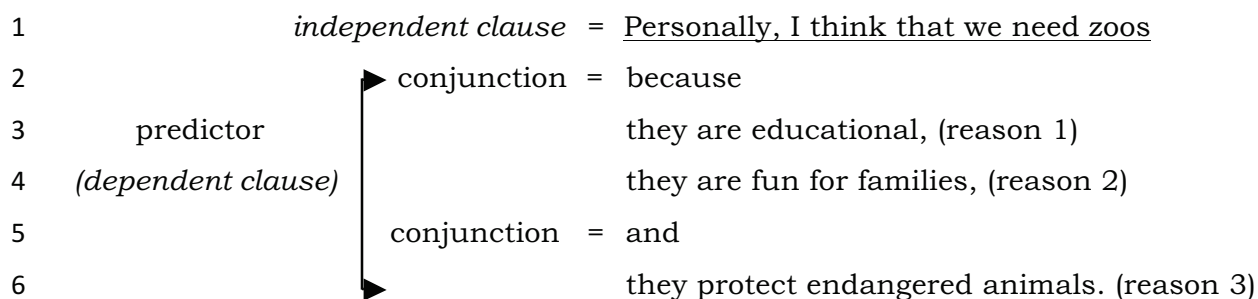 1 independent clause = Personally, I think that we need zoos
2 conjunction = because
3 predictor they are educational, (reason 1)
4 (dependent clause) they are fun for families, (reason 2)
5 conjunction = and
6 they protect endangered animals. (reason 3)